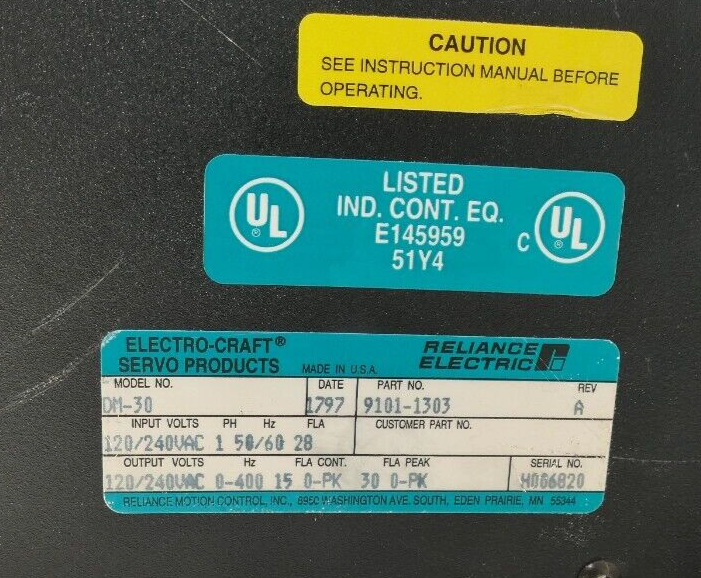 CAUTION
SEE INSTRUCTION MANUAL BEFORE
OPERATING.
UL ®
LISTED
IND. CONT. EQ.
E145959
51Y4
C UL ®
ELECTRO-CRAFT®
SERVO PRODUCTS
MADE IN U.S.A.
RELIANCE
ELECTRIC
MODEL NO. DATE PART NO. REV
DM-30 1797 9101-1303 A
INPUT VOLTS PH Hz FLA CUSTOMER PART NO.
120/240VAC 1 50/60 28
OUTPUT VOLTS Hz FLA CONT. FLA PEAK SERIAL NO.
120/240VAC 0-400 15 0-PK 30 0-PK H006820
RELIANCE MOTION CONTROL, INC., 6950 WASHINGTON AVE. SOUTH, EDEN PRAIRIE, MN 55344